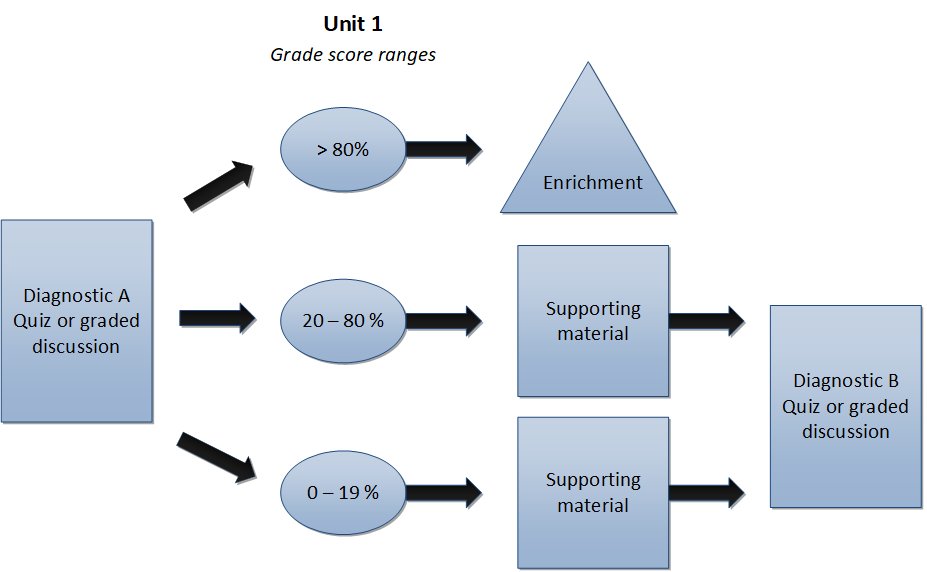 Unit 1
Grade score ranges
> 80%
Enrichment
Diagnostic A
Quiz or graded
discussion
20 – 80 %
Supporting
material
Diagnostic B
Quiz or graded
discussion
0 – 19 %
Supporting
material